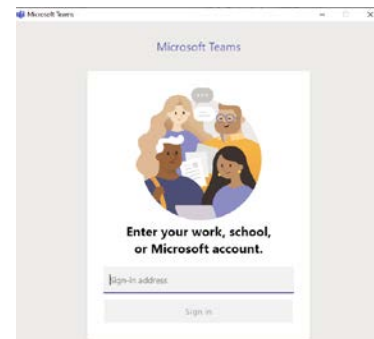 Microsoft Teams
Microsoft Teams
Enter your work, school,
or Microsoft account.
Sign-in address
Sign in